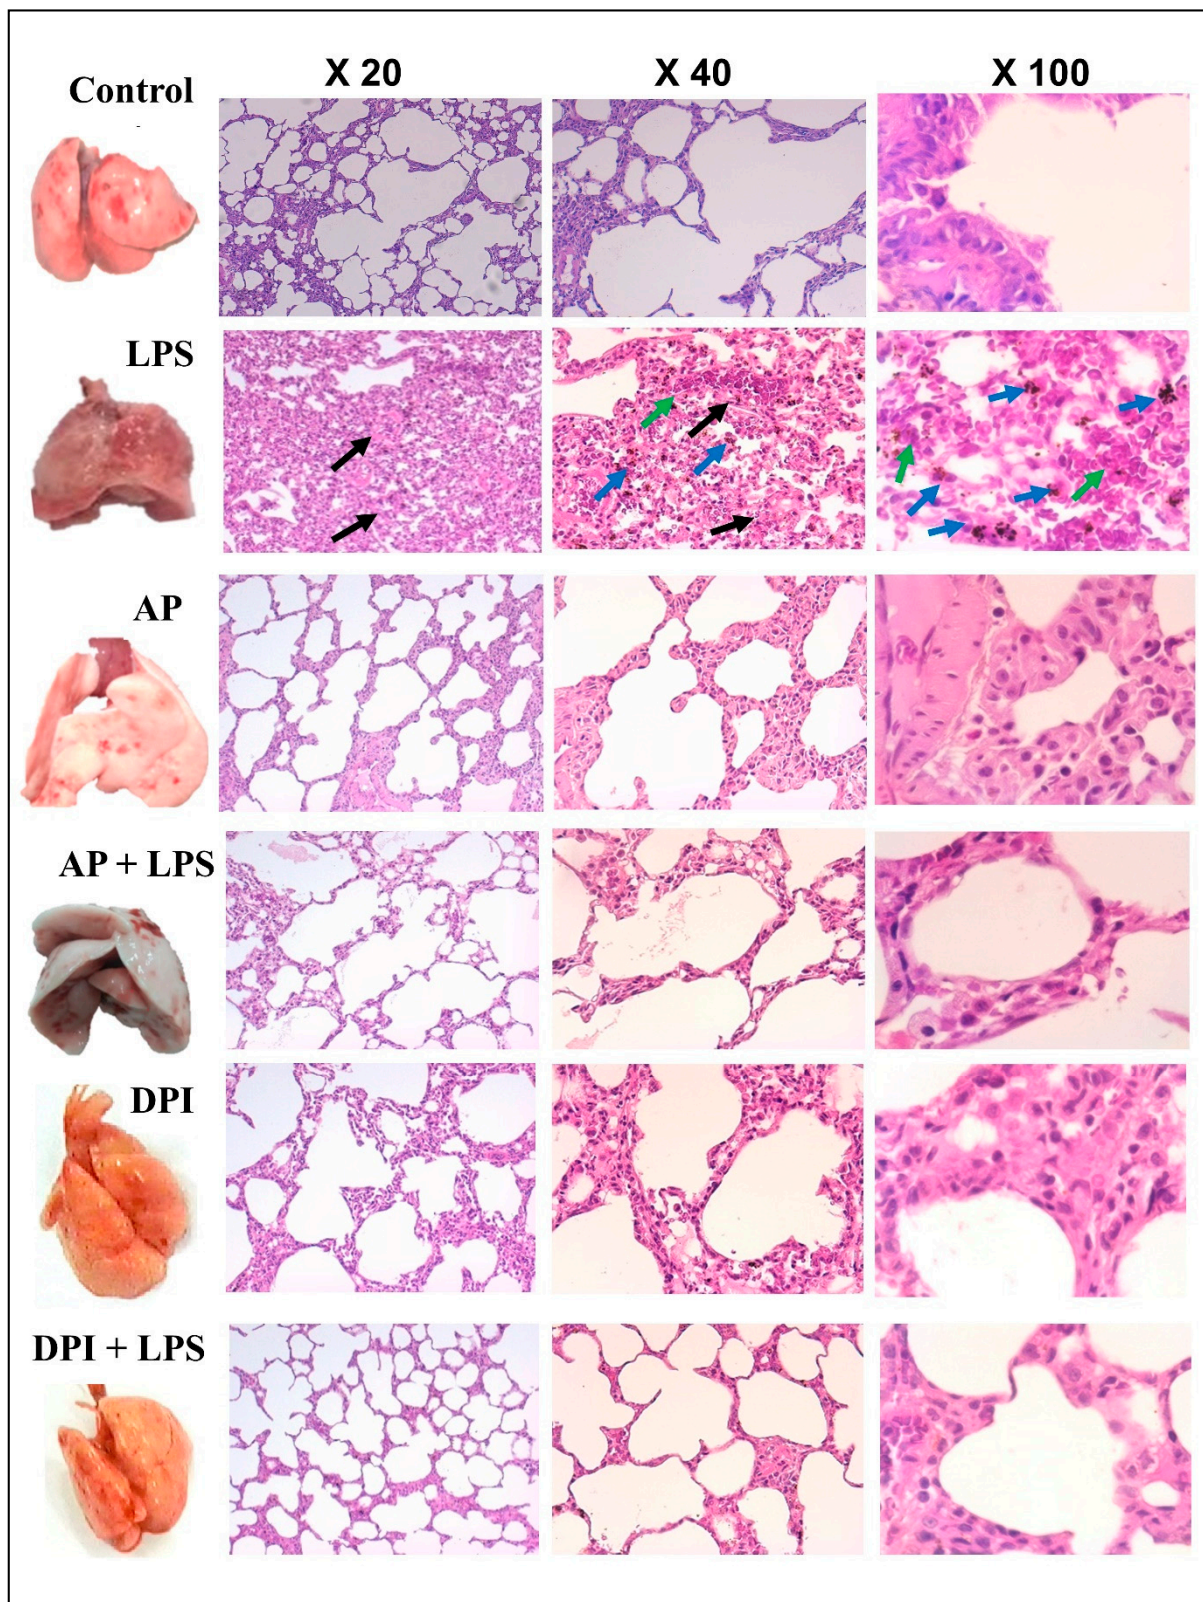 X 20 X 40 X 100
Control
LPS
AP
AP + LPS
DPI
DPI + LPS